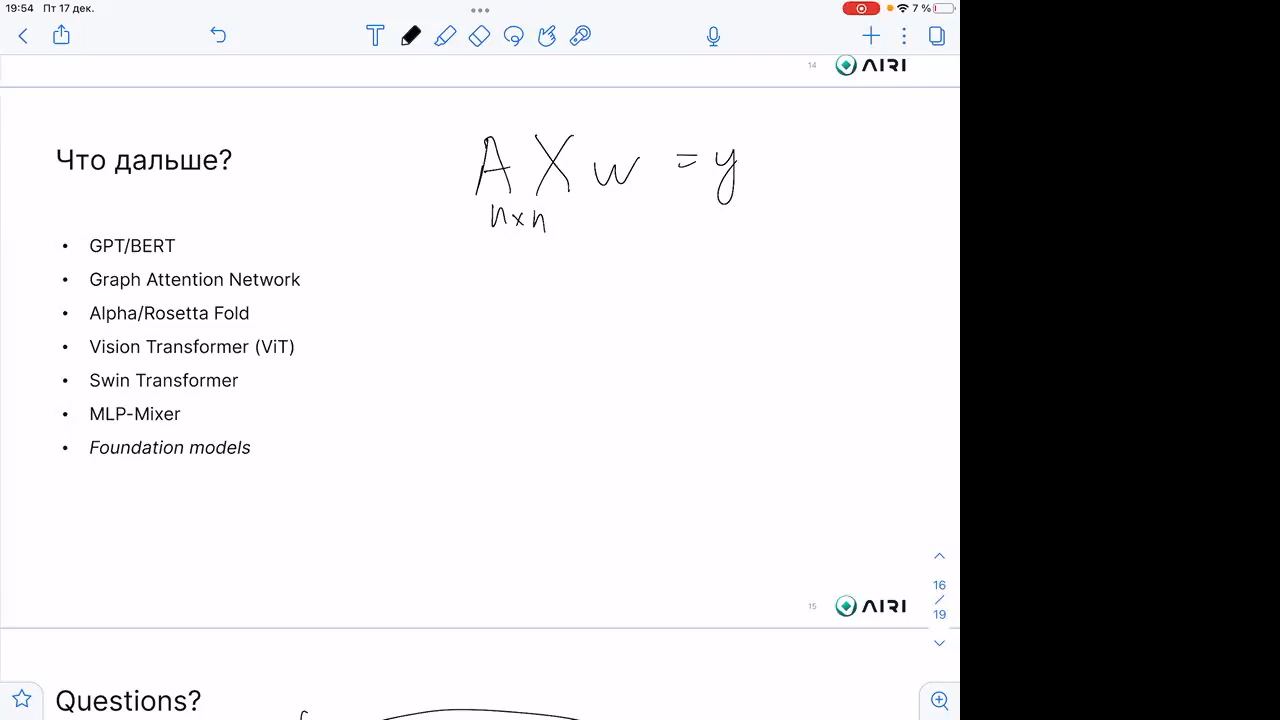 19:54 Пт 17 дек.
7 %
14
AIRI
Что дальше?
A X w = y
n x n
• GPT/BERT
• Graph Attention Network
• Alpha/Rosetta Fold
• Vision Transformer (ViT)
• Swin Transformer
• MLP-Mixer
• Foundation models
16
/
19
15
AIRI
Questions?